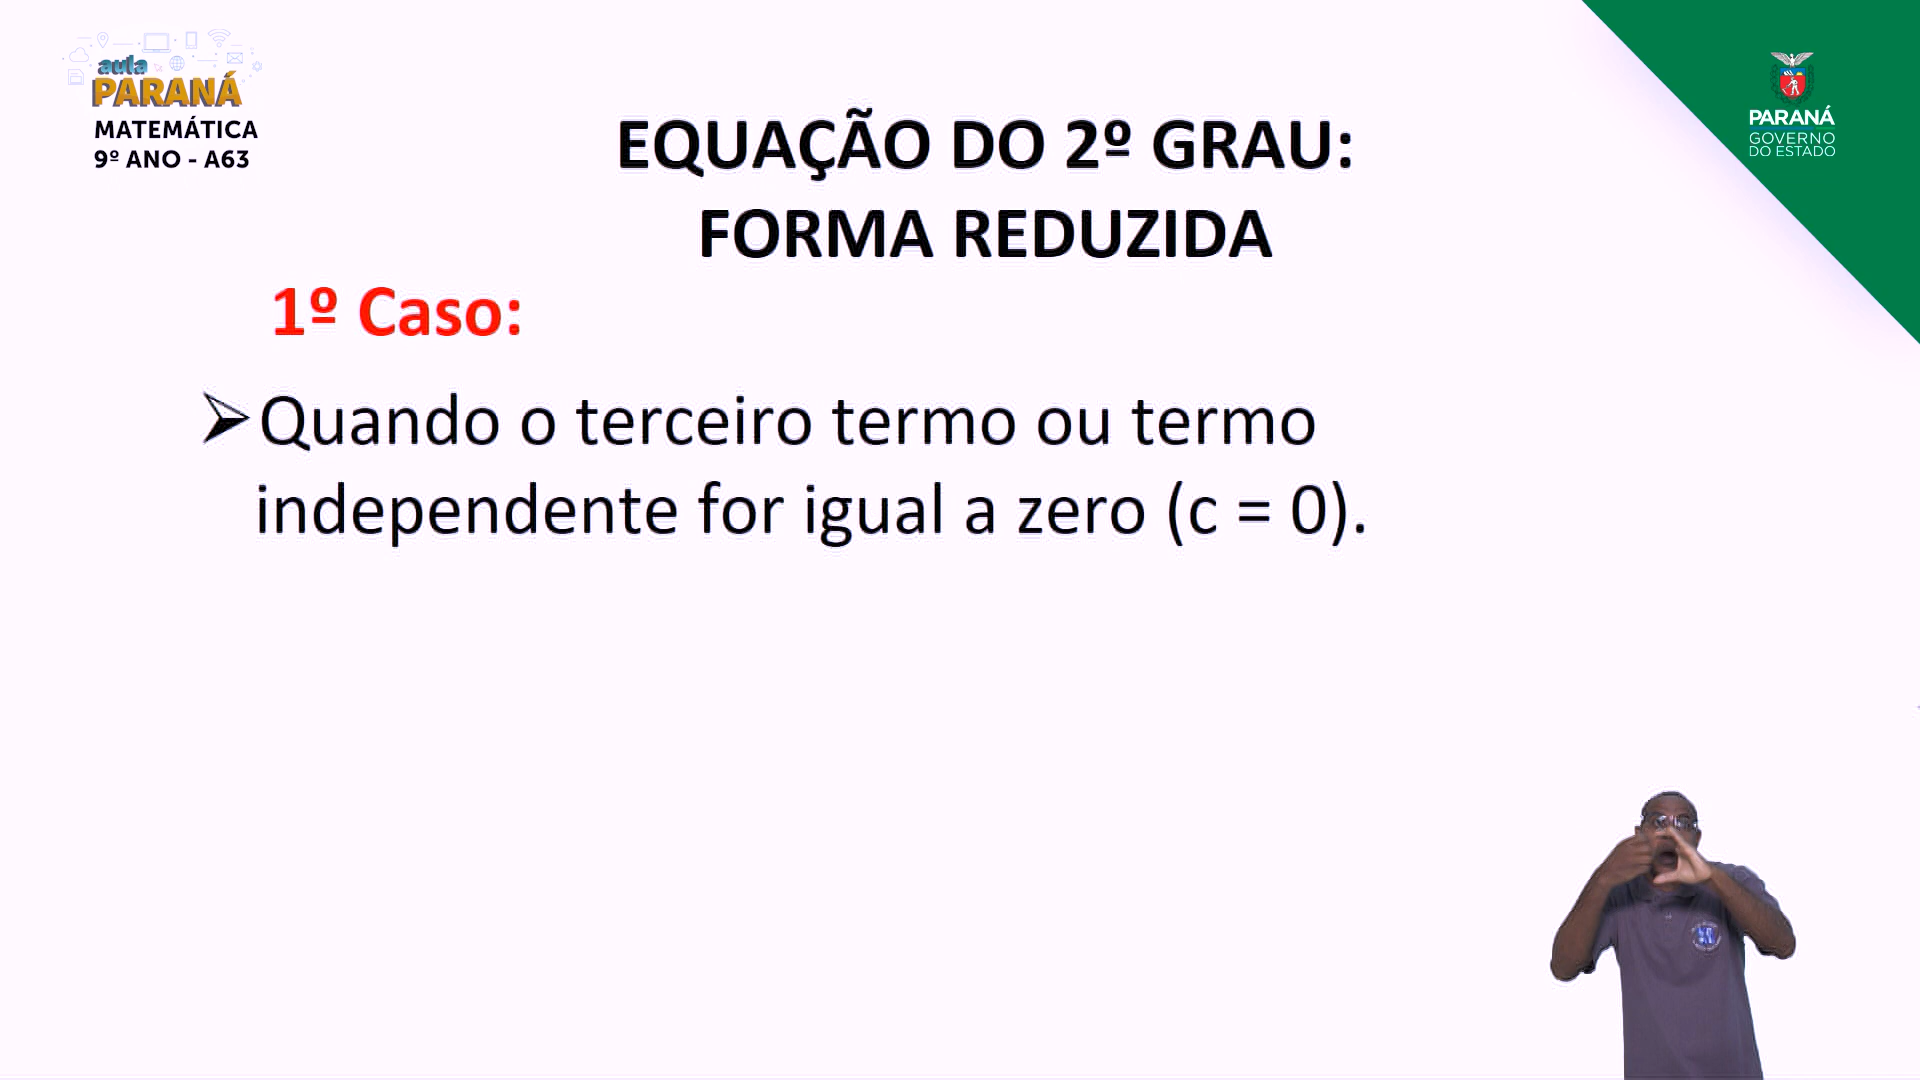 aula
PARANÁ
MATEMÁTICA
9º ANO - A63
PARANÁ
GOVERNO
DO ESTADO
EQUAÇÃO DO 2º GRAU:
FORMA REDUZIDA
1º Caso:
Quando o terceiro termo ou termo
independente for igual a zero (c = 0).